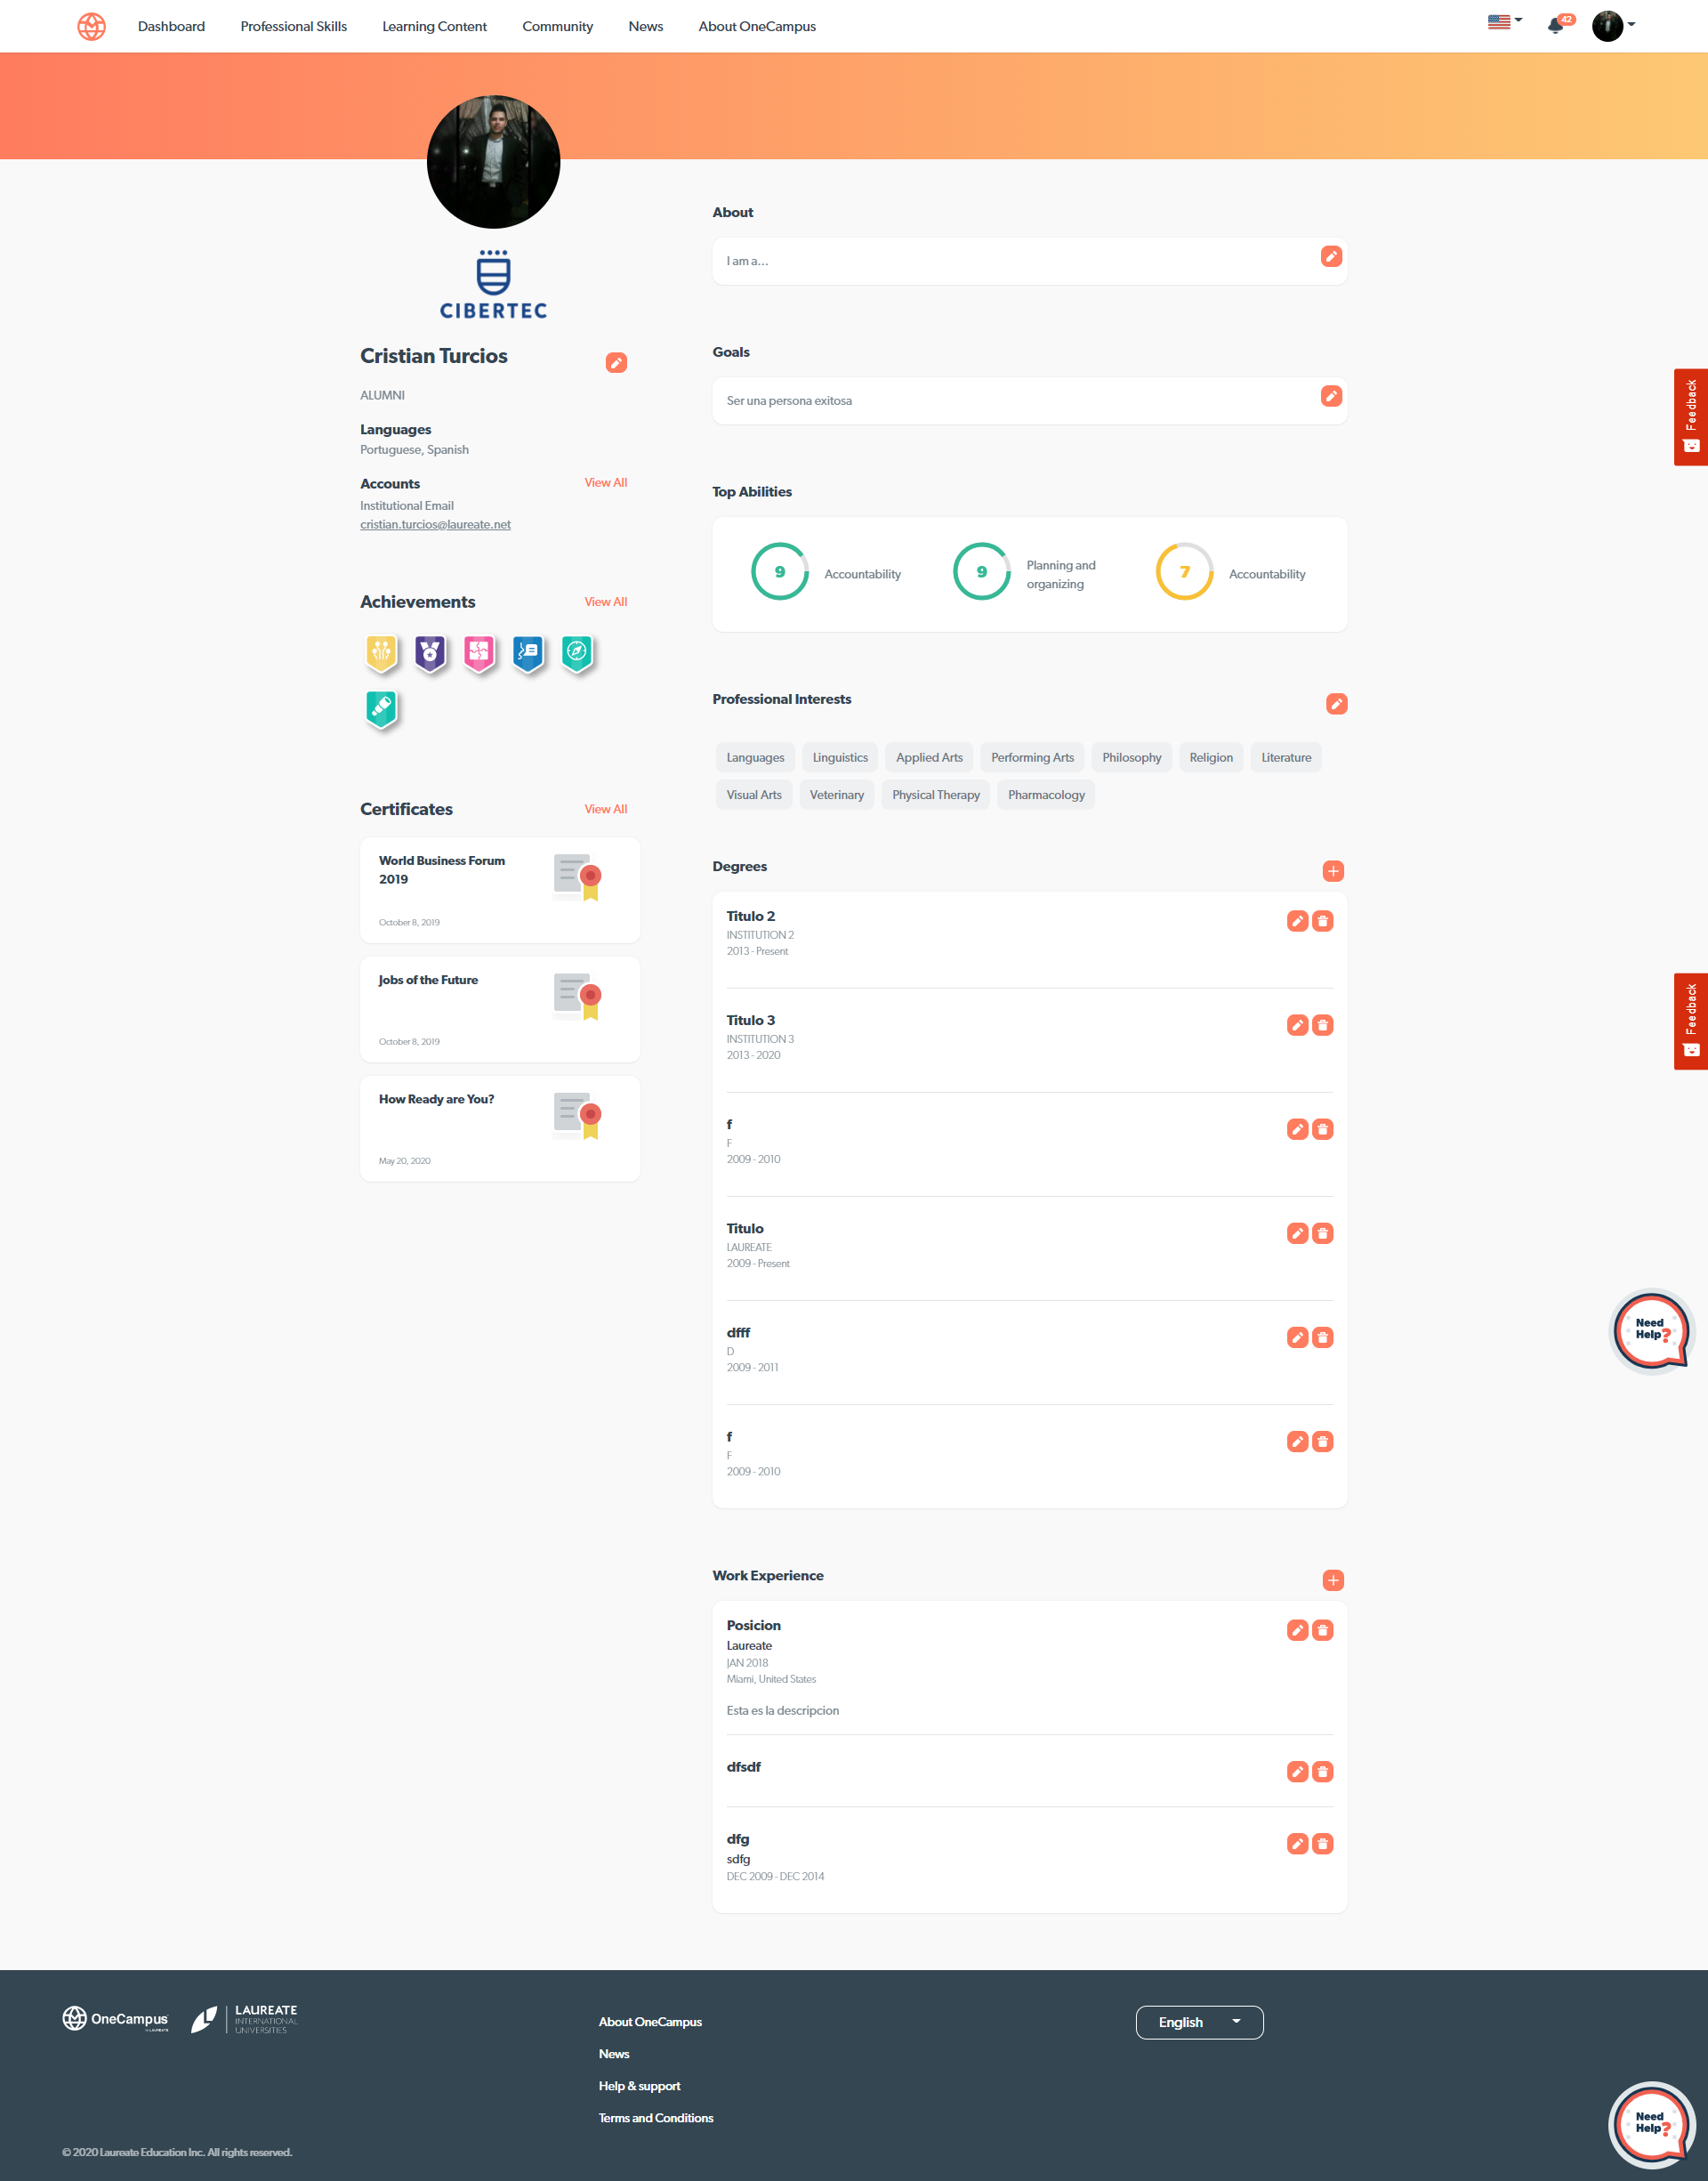 Dashboard
Professional Skills
Learning Content
Community
News
About OneCampus
42
CIBERTEC
Cristian Turcios
ALUMNI
Languages
Portuguese, Spanish
Accounts
View All
Institutional Email
cristian.turcios@laureate.net
Achievements
View All
Certificates
View All
World Business Forum
2019
October 8, 2019
Jobs of the Future
October 8, 2019
How Ready are You?
May 20, 2020
About
I am a...
Goals
Ser una persona exitosa
Top Abilities
9
Accountability
9
Planning and
organizing
7
Accountability
Professional Interests
Languages
Linguistics
Applied Arts
Performing Arts
Philosophy
Religion
Literature
Visual Arts
Veterinary
Physical Therapy
Pharmacology
Degrees
Titulo 2
INSTITUTION 2
2013 - Present
Titulo 3
INSTITUTION 3
2013 - 2020
f
F
2009 - 2010
Titulo
LAUREATE
2009 - Present
dfff
D
2009 - 2011
f
F
2009 - 2010
Work Experience
Posicion
Laureate
JAN 2018
Miami, United States
Esta es la descripcion
dfsdf
dfg
sdfg
DEC 2009 - DEC 2014
Feedback
Feedback
Need
Help?
OneCampus
BY LAUREATE
LAUREATE
INTERNATIONAL
UNIVERSITIES
About OneCampus
News
Help & support
Terms and Conditions
English
Need
Help?
© 2020 Laureate Education Inc. All rights reserved.